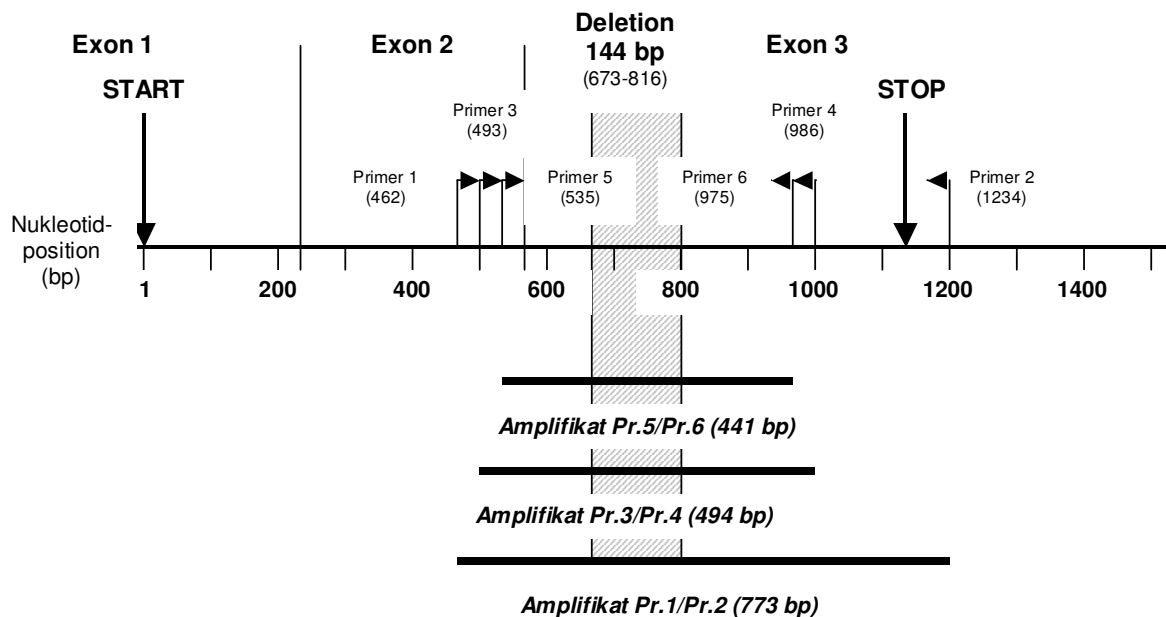 Exon 1
Exon 2
Deletion
144 bp
(673-816)
Exon 3
START
STOP
Primer 3
(493)
Primer 4
(986)
Primer 1
(462)
Primer 5
(535)
Primer 6
(975)
Primer 2
(1234)
Nukleotid-
position
(bp)
1
200
400
600
800
1000
1200
1400
Amplifikat Pr.5/Pr.6 (441 bp)
Amplifikat Pr.3/Pr.4 (494 bp)
Amplifikat Pr.1/Pr.2 (773 bp)